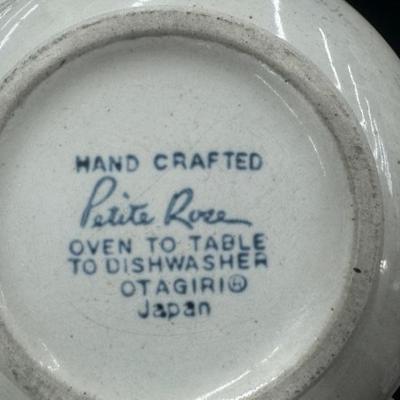 HAND CRAFTED
Petite Rose
OVEN TO TABLE
TO DISHWASHER
OTAGIRI®
Japan